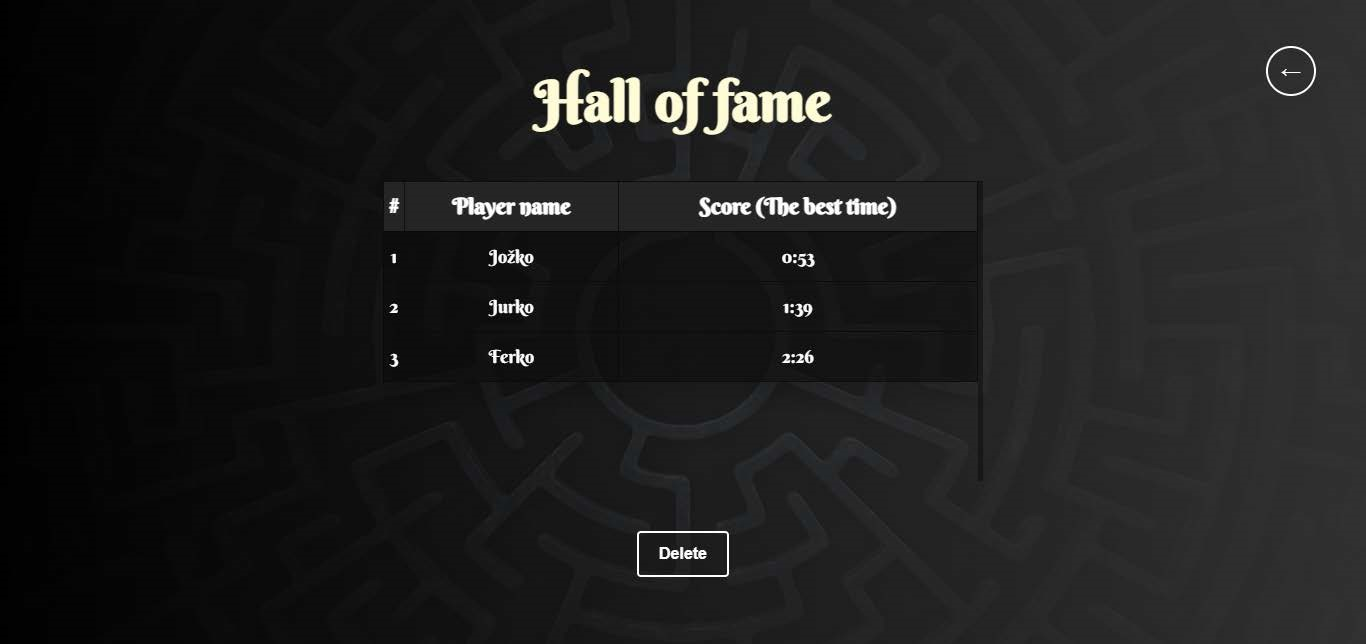 ←
Hall of fame
# Player name Score (The best time)
1 Jožko 0:53
2 Jurko 1:39
3 Ferko 2:26
Delete